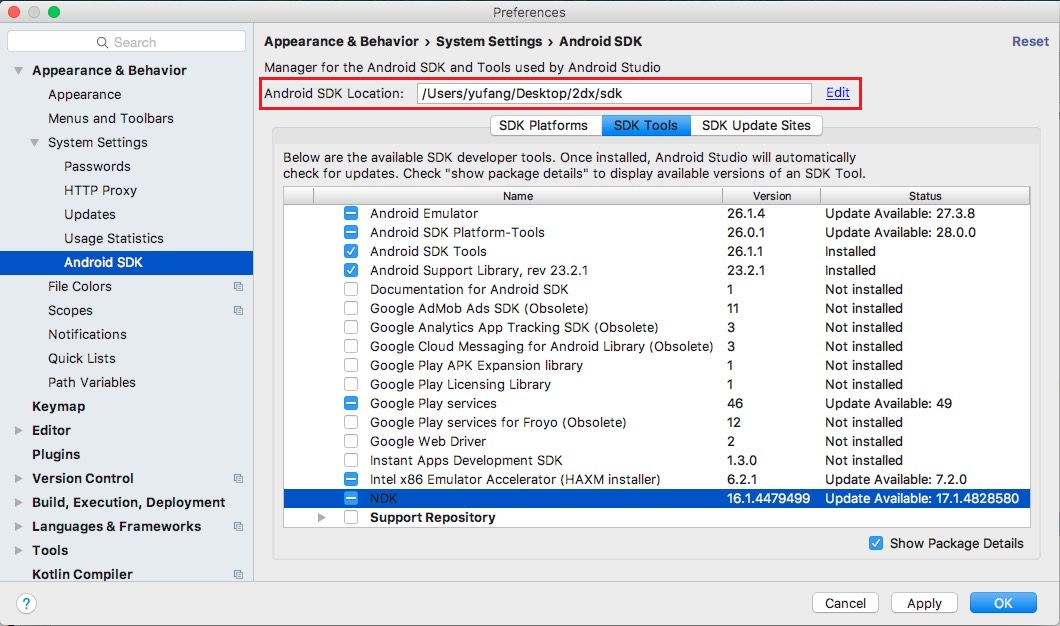 Preferences
Search
Appearance & Behavior
Appearance
Menus and Toolbars
System Settings
Passwords
HTTP Proxy
Updates
Usage Statistics
Android SDK
File Colors
Scopes
Notifications
Quick Lists
Path Variables
Keymap
Editor
Plugins
Version Control
Build, Execution, Deployment
Languages & Frameworks
Tools
Kotlin Compiler
Appearance & Behavior › System Settings › Android SDK Reset
Manager for the Android SDK and Tools used by Android Studio
Android SDK Location: /Users/yufang/Desktop/2dx/sdk Edit
SDK Platforms SDK Tools SDK Update Sites
Below are the available SDK developer tools. Once installed, Android Studio will automatically
check for updates. Check "show package details" to display available versions of an SDK Tool.
Name Version Status
Android Emulator 26.1.4 Update Available: 27.3.8
Android SDK Platform-Tools 26.0.1 Update Available: 28.0.0
Android SDK Tools 26.1.1 Installed
Android Support Library, rev 23.2.1 23.2.1 Installed
Documentation for Android SDK 1 Not installed
Google AdMob Ads SDK (Obsolete) 11 Not installed
Google Analytics App Tracking SDK (Obsolete) 3 Not installed
Google Cloud Messaging for Android Library (Obsolete) 3 Not installed
Google Play APK Expansion library 1 Not installed
Google Play Licensing Library 1 Not installed
Google Play services 46 Update Available: 49
Google Play services for Froyo (Obsolete) 12 Not installed
Google Web Driver 2 Not installed
Instant Apps Development SDK 1.3.0 Not installed
Intel x86 Emulator Accelerator (HAXM installer) 6.2.1 Update Available: 7.2.0
NDK 16.1.4479499 Update Available: 17.1.4828580
Support Repository
Show Package Details
? Cancel Apply OK